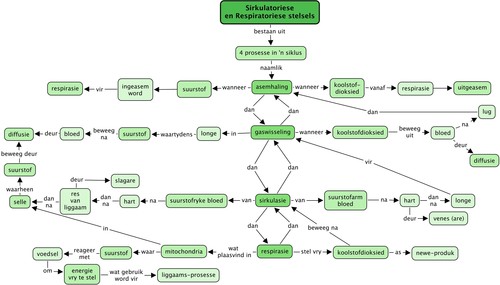 Sirkulatoriese
en Respiratoriese stelsels
bestaan uit
4 prosesse in 'n siklus
naamlik
respirasie
vir
ingeasem
word
suurstof
wanneer
asemhaling
wanneer
koolstof-
dioksied
vanaf
respirasie
uitgeasem
dan
dan
dan
lug
na
diffusie
deur
bloed
beweeg
na
suurstof
waartydens
longe
in
gaswisseling
wanneer
koolstofdioksied
beweeg
uit
bloed
deur
diffusie
beweeg deur
suurstof
waarheen
selle
dan
dan
vir
deur
slagare
dan
na
res
van
liggaam
dan
na
hart
na
suurstofryke bloed
van
sirkulasie
van
suurstofarm
bloed
na
hart
dan
na
longe
deur
venes (are)
in
dan
dan
beweeg
na
voedsel
reageer
met
suurstof
waar
mitochondria
wat
plaasvind in
respirasie
stel vry
koolstofdioksied
as
newe-produk
om
energie
vry te stel
wat gebruik
word vir
liggaams-prosesse